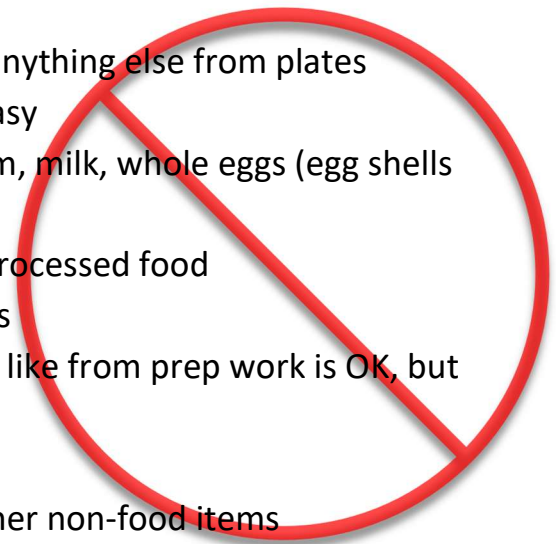 nything else from plates
asy
m, milk, whole eggs (egg shells
rocessed food
s
like from prep work is OK, but
her non-food items